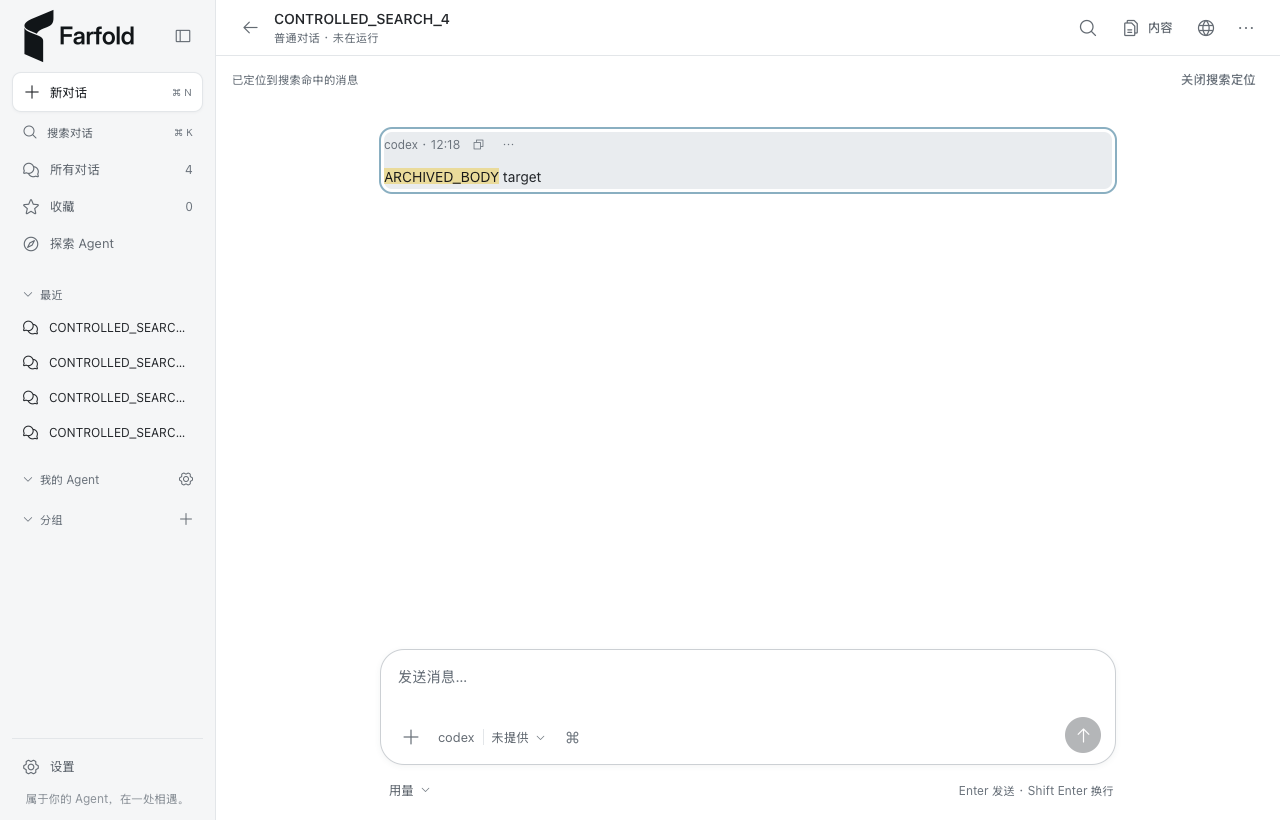 Farfold
新对话 ⌘ N
搜索对话 ⌘ K
所有对话 4
收藏 0
探索 Agent
最近
CONTROLLED_SEARC...
CONTROLLED_SEARC...
CONTROLLED_SEARC...
CONTROLLED_SEARC...
我的 Agent
分组
设置
属于你的 Agent，在一处相遇。
CONTROLLED_SEARCH_4
普通对话 · 未在运行
内容
已定位到搜索命中的消息
关闭搜索定位
codex · 12:18
ARCHIVED_BODY target
发送消息...
codex 未提供 ⌘
用量
Enter 发送 · Shift Enter 换行